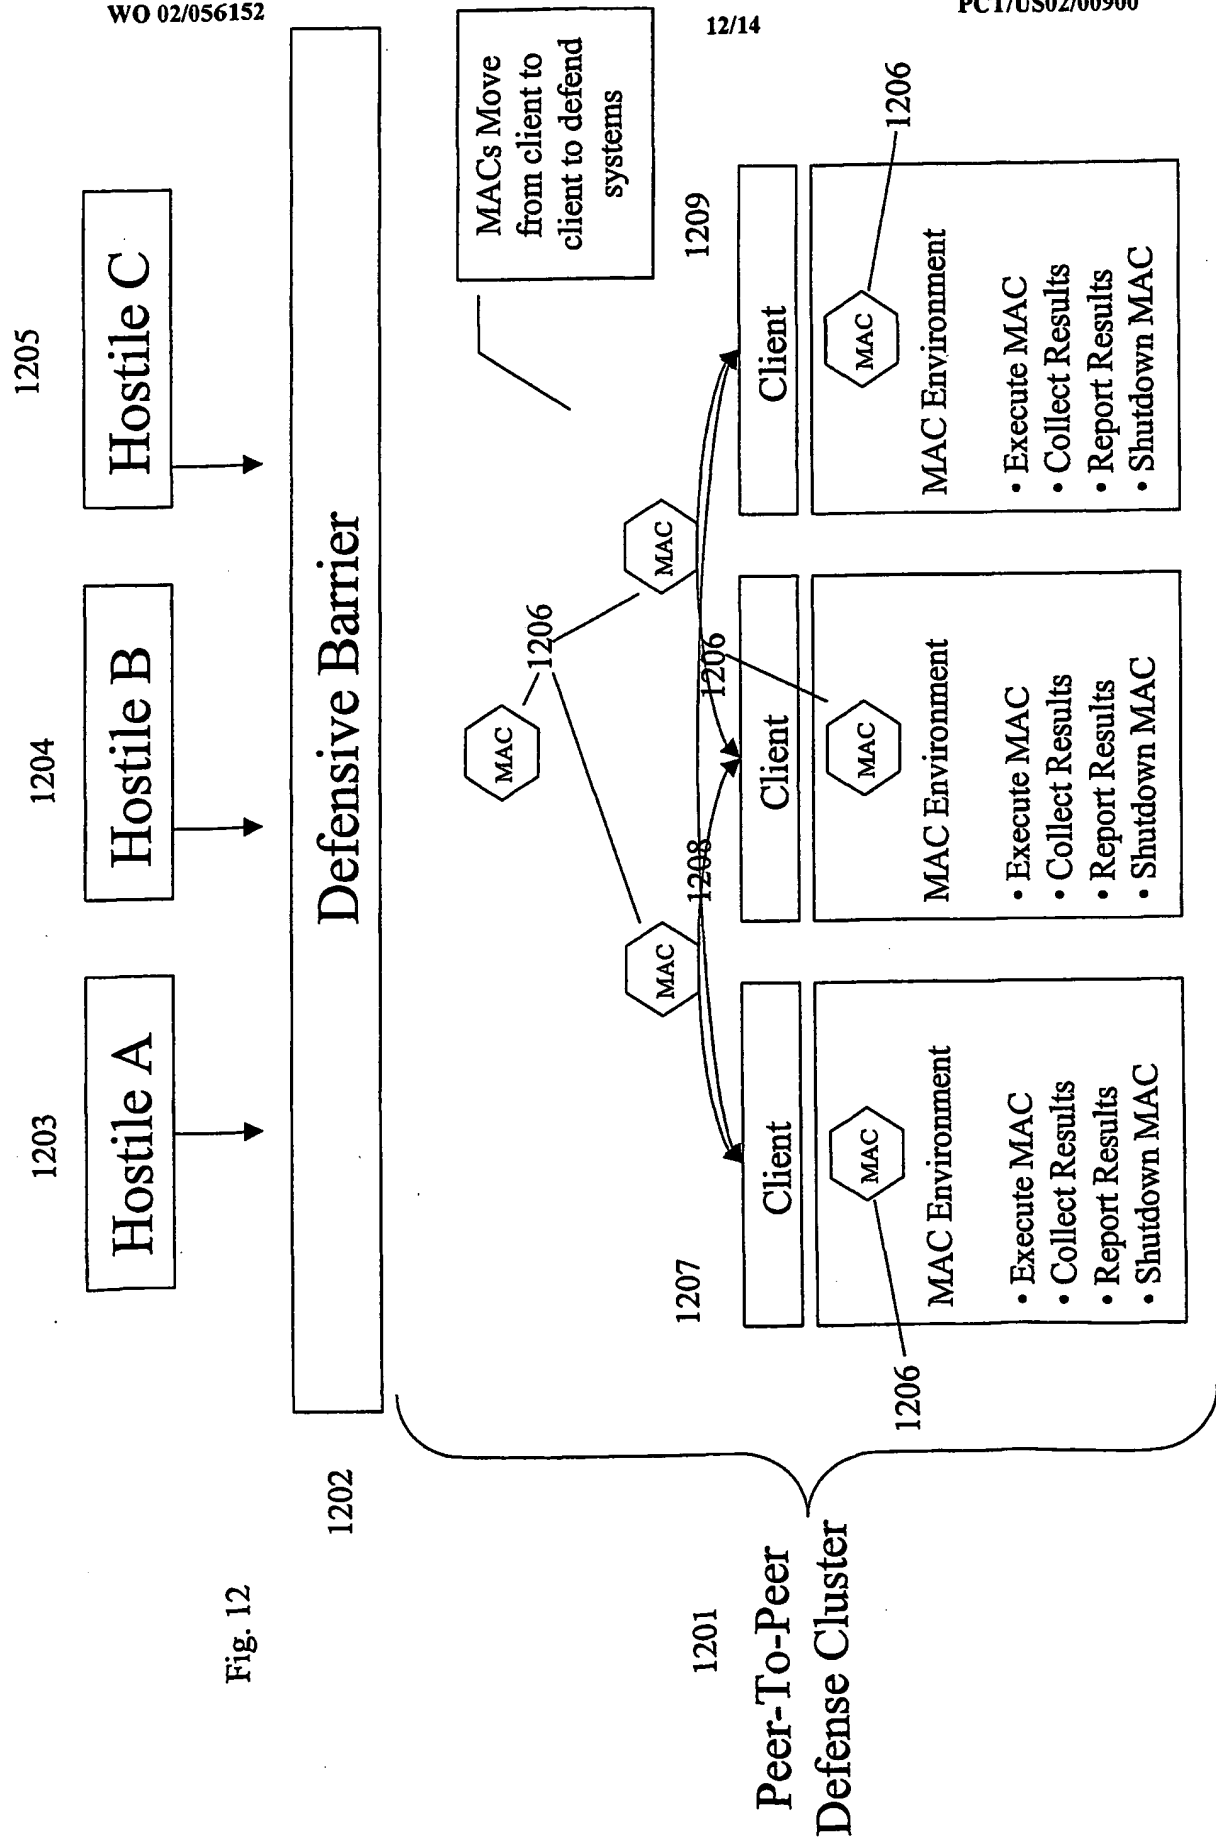 WO 02/056152
12/14
PCT/US02/00900
Fig. 12
1203
1204
1205
Hostile A
Hostile B
Hostile C
1202
Defensive Barrier
MACs Move
from client to
client to defend
systems
MAC
1206
MAC
MAC
1201
Peer-To-Peer
Defense Cluster
1207
1208
1206
1209
Client
Client
Client
MAC
MAC
MAC
1206
1206
MAC Environment
• Execute MAC
• Collect Results
• Report Results
• Shutdown MAC
MAC Environment
• Execute MAC
• Collect Results
• Report Results
• Shutdown MAC
MAC Environment
• Execute MAC
• Collect Results
• Report Results
• Shutdown MAC